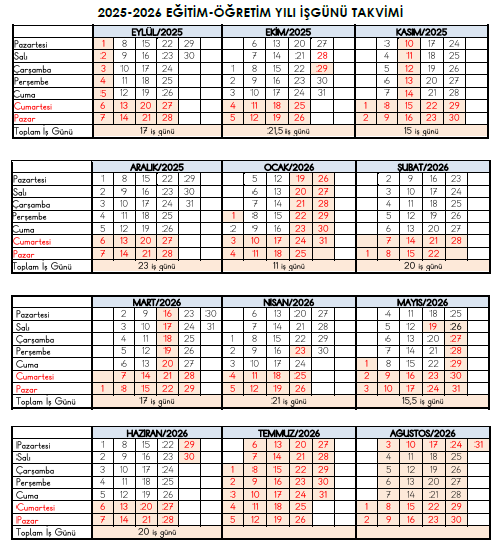 2025-2026 EĞİTİM-ÖĞRETİM YILI İŞGÜNÜ TAKVİMİ
EYLÜL/2025 EKİM/2025 KASIM/2025
Pazartesi 1 8 15 22 29 6 13 20 27 3 10 17 24
Salı 2 9 16 23 30 7 14 21 28 4 11 18 25
Çarşamba 3 10 17 24 1 8 15 22 29 5 12 19 26
Perşembe 4 11 18 25 2 9 16 23 30 6 13 20 27
Cuma 5 12 19 26 3 10 17 24 31 7 14 21 28
Cumartesi 6 13 20 27 4 11 18 25 1 8 15 22 29
Pazar 7 14 21 28 5 12 19 26 2 9 16 23 30
Toplam İş Günü 17 iş günü 21,5 iş günü 15 iş günü
ARALIK/2025 OCAK/2026 ŞUBAT/2026
Pazartesi 1 8 15 22 29 5 12 19 26 2 9 16 23
Salı 2 9 16 23 30 6 13 20 27 3 10 17 24
Çarşamba 3 10 17 24 31 7 14 21 28 4 11 18 25
Perşembe 4 11 18 25 1 8 15 22 29 5 12 19 26
Cuma 5 12 19 26 2 9 16 23 30 6 13 20 27
Cumartesi 6 13 20 27 3 10 17 24 31 7 14 21 28
Pazar 7 14 21 28 4 11 18 25 1 8 15 22
Toplam İş Günü 23 iş günü 11 iş günü 20 iş günü
MART/2026 NİSAN/2026 MAYIS/2026
Pazartesi 2 9 16 23 30 6 13 20 27 4 11 18 25
Salı 3 10 17 24 31 7 14 21 28 5 12 19 26
Çarşamba 4 11 18 25 1 8 15 22 29 6 13 20 27
Perşembe 5 12 19 26 2 9 16 23 30 7 14 21 28
Cuma 6 13 20 27 3 10 17 24 1 8 15 22 29
Cumartesi 7 14 21 28 4 11 18 25 2 9 16 23 30
Pazar 1 8 15 22 29 5 12 19 26 3 10 17 24 31
Toplam İş Günü 17 iş günü 21 iş günü 15,5 iş günü
HAZİRAN/2026 TEMMUZ/2026 AĞUSTOS/2026
Pazartesi 1 8 15 22 29 6 13 20 27 3 10 17 24 31
Salı 2 9 16 23 30 7 14 21 28 4 11 18 25
Çarşamba 3 10 17 24 1 8 15 22 29 5 12 19 26
Perşembe 4 11 18 25 2 9 16 23 30 6 13 20 27
Cuma 5 12 19 26 3 10 17 24 31 7 14 21 28
Cumartesi 6 13 20 27 4 11 18 25 1 8 15 22 29
Pazar 7 14 21 28 5 12 19 26 2 9 16 23 30
Toplam İş Günü 20 iş günü